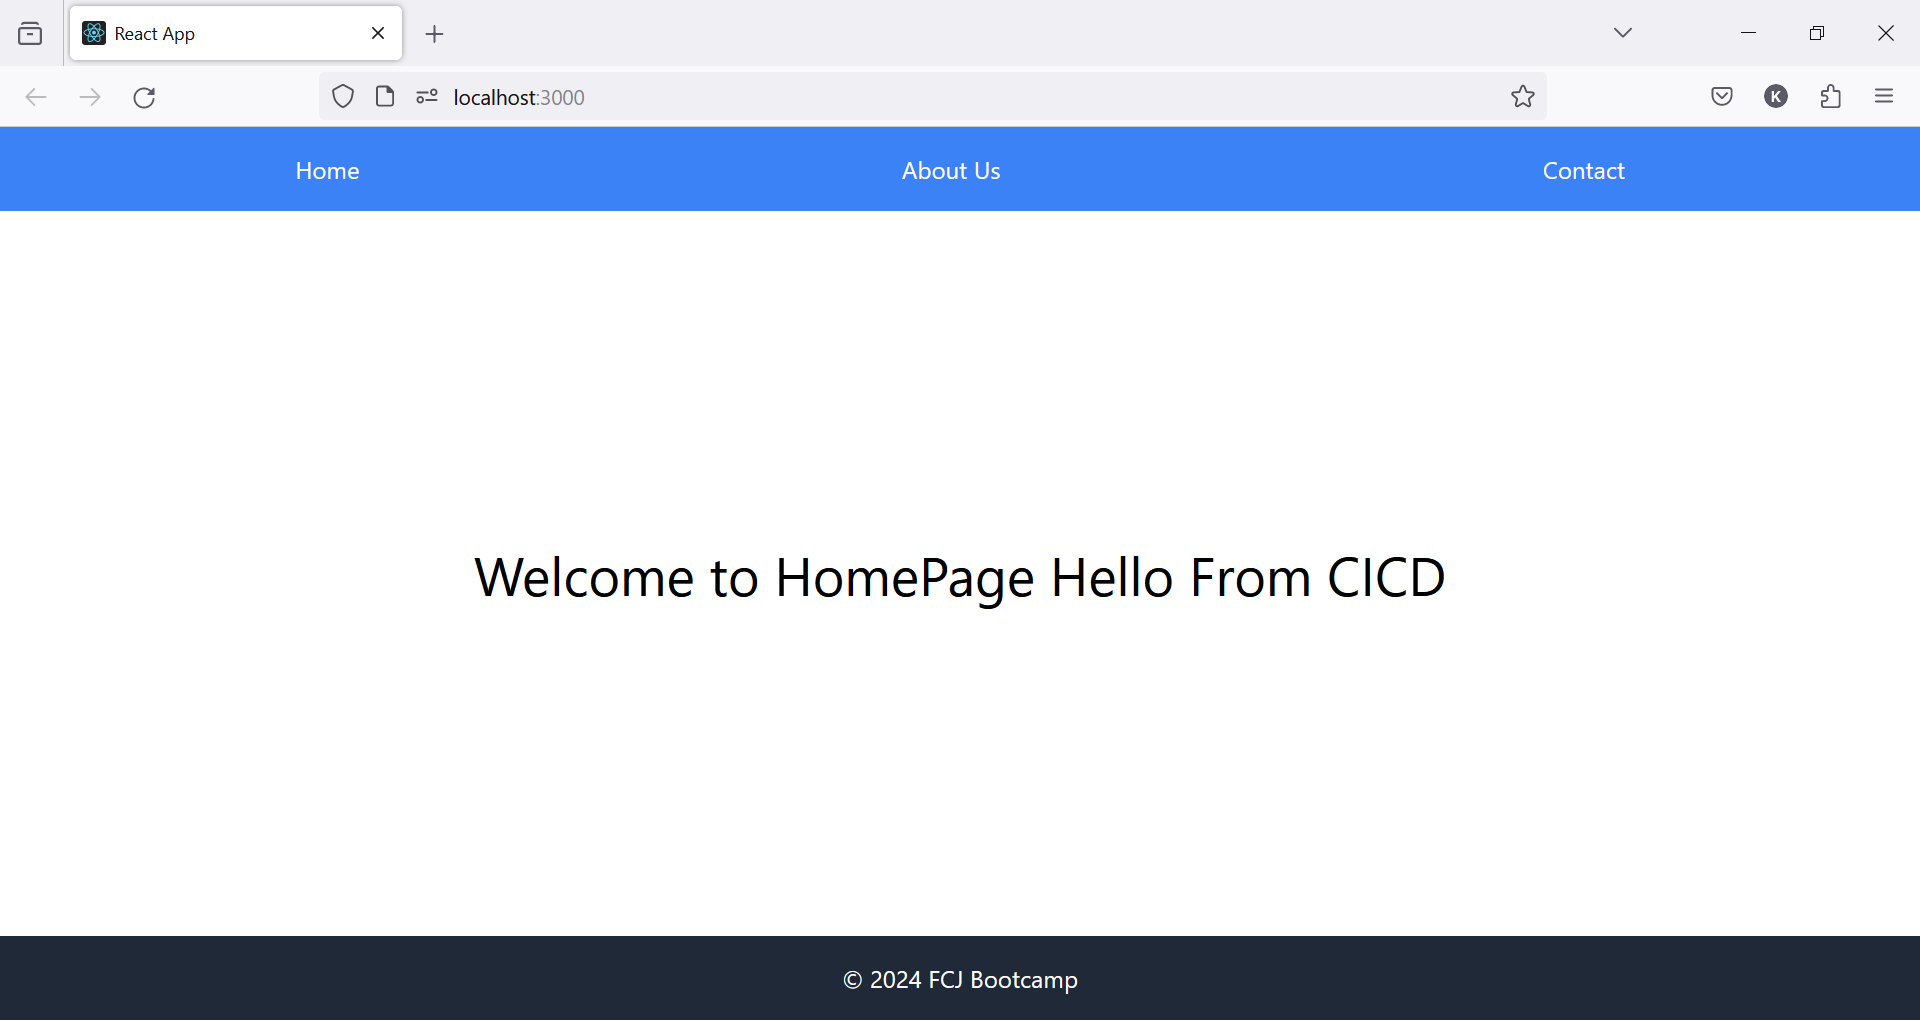 React App
localhost:3000
K
Home About Us Contact
Welcome to HomePage Hello From CICD
© 2024 FCJ Bootcamp